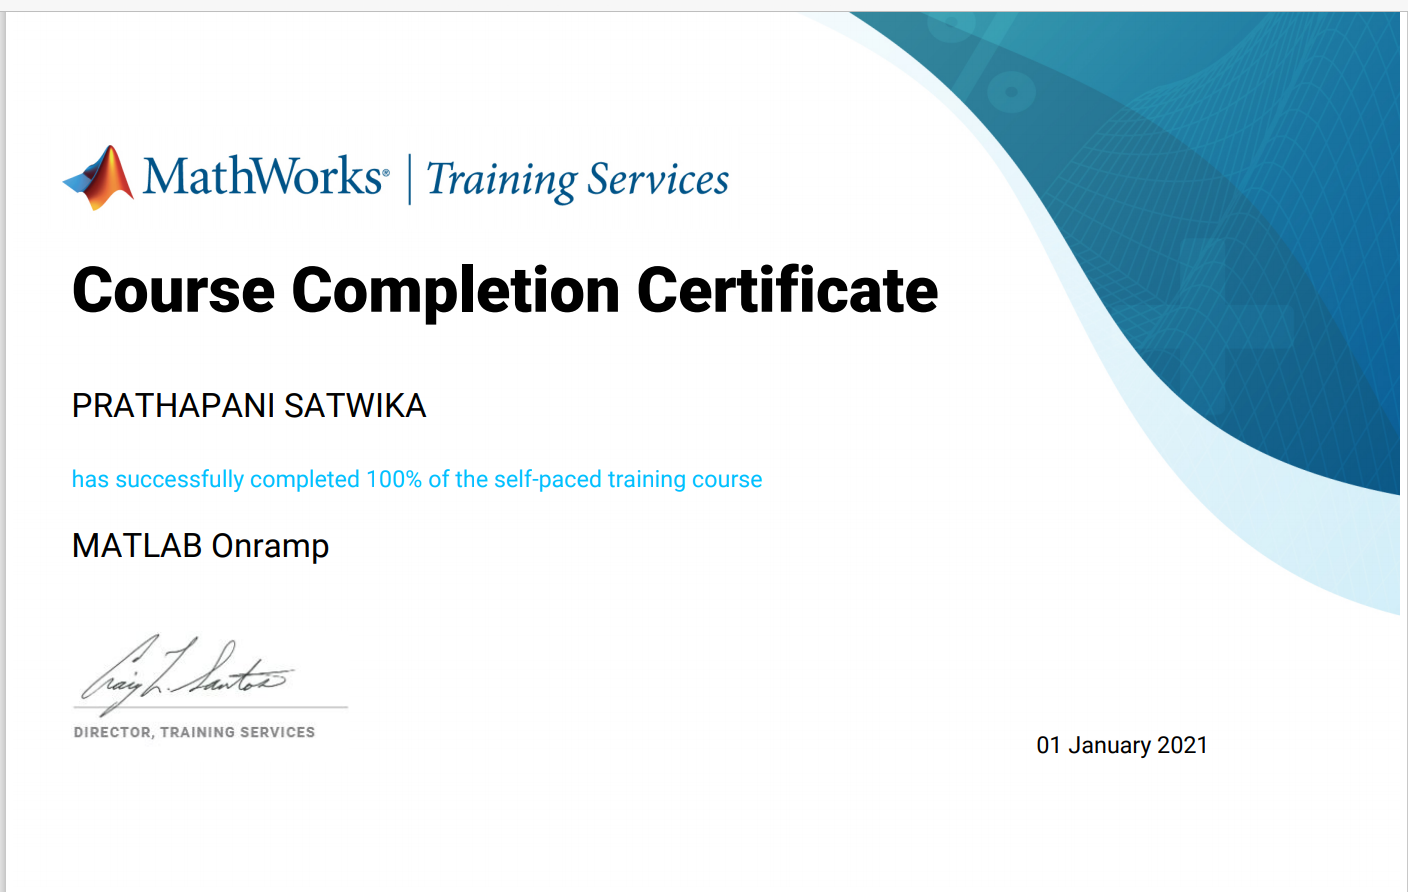 MathWorks® | Training Services
Course Completion Certificate
PRATHAPANI SATWIKA
has successfully completed 100% of the self-paced training course
MATLAB Onramp
Craig L. Santos
DIRECTOR, TRAINING SERVICES
01 January 2021